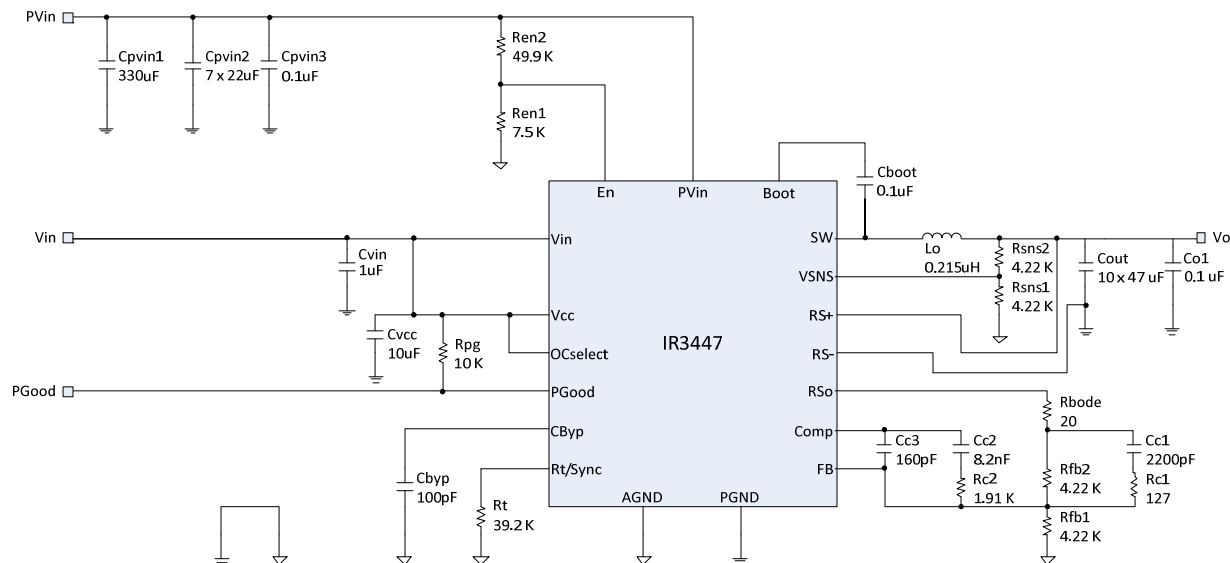 PVin
Cpvin1
330uF
Cpvin2
7 x 22uF
Cpvin3
0.1uF
Ren2
49.9 K
Ren1
7.5 K
En
PVin
Boot
Cboot
0.1uF
Vin
Cvin
1uF
Vin
SW
Lo
0.215uH
Rsns2
4.22 K
Cout
10 x 47 uF
Co1
0.1 uF
Vo
VSNS
Rsns1
4.22 K
Cvcc
10uF
Rpg
10 K
Vcc
OCselect
IR3447
RS+
RS-
PGood
PGood
RSo
Rbode
20
CByp
Cbyp
100pF
Comp
Cc3
160pF
Cc2
8.2nF
Cc1
2200pF
Rt/Sync
Rt
39.2 K
FB
Rc2
1.91 K
Rfb2
4.22 K
Rc1
127
AGND
PGND
Rfb1
4.22 K